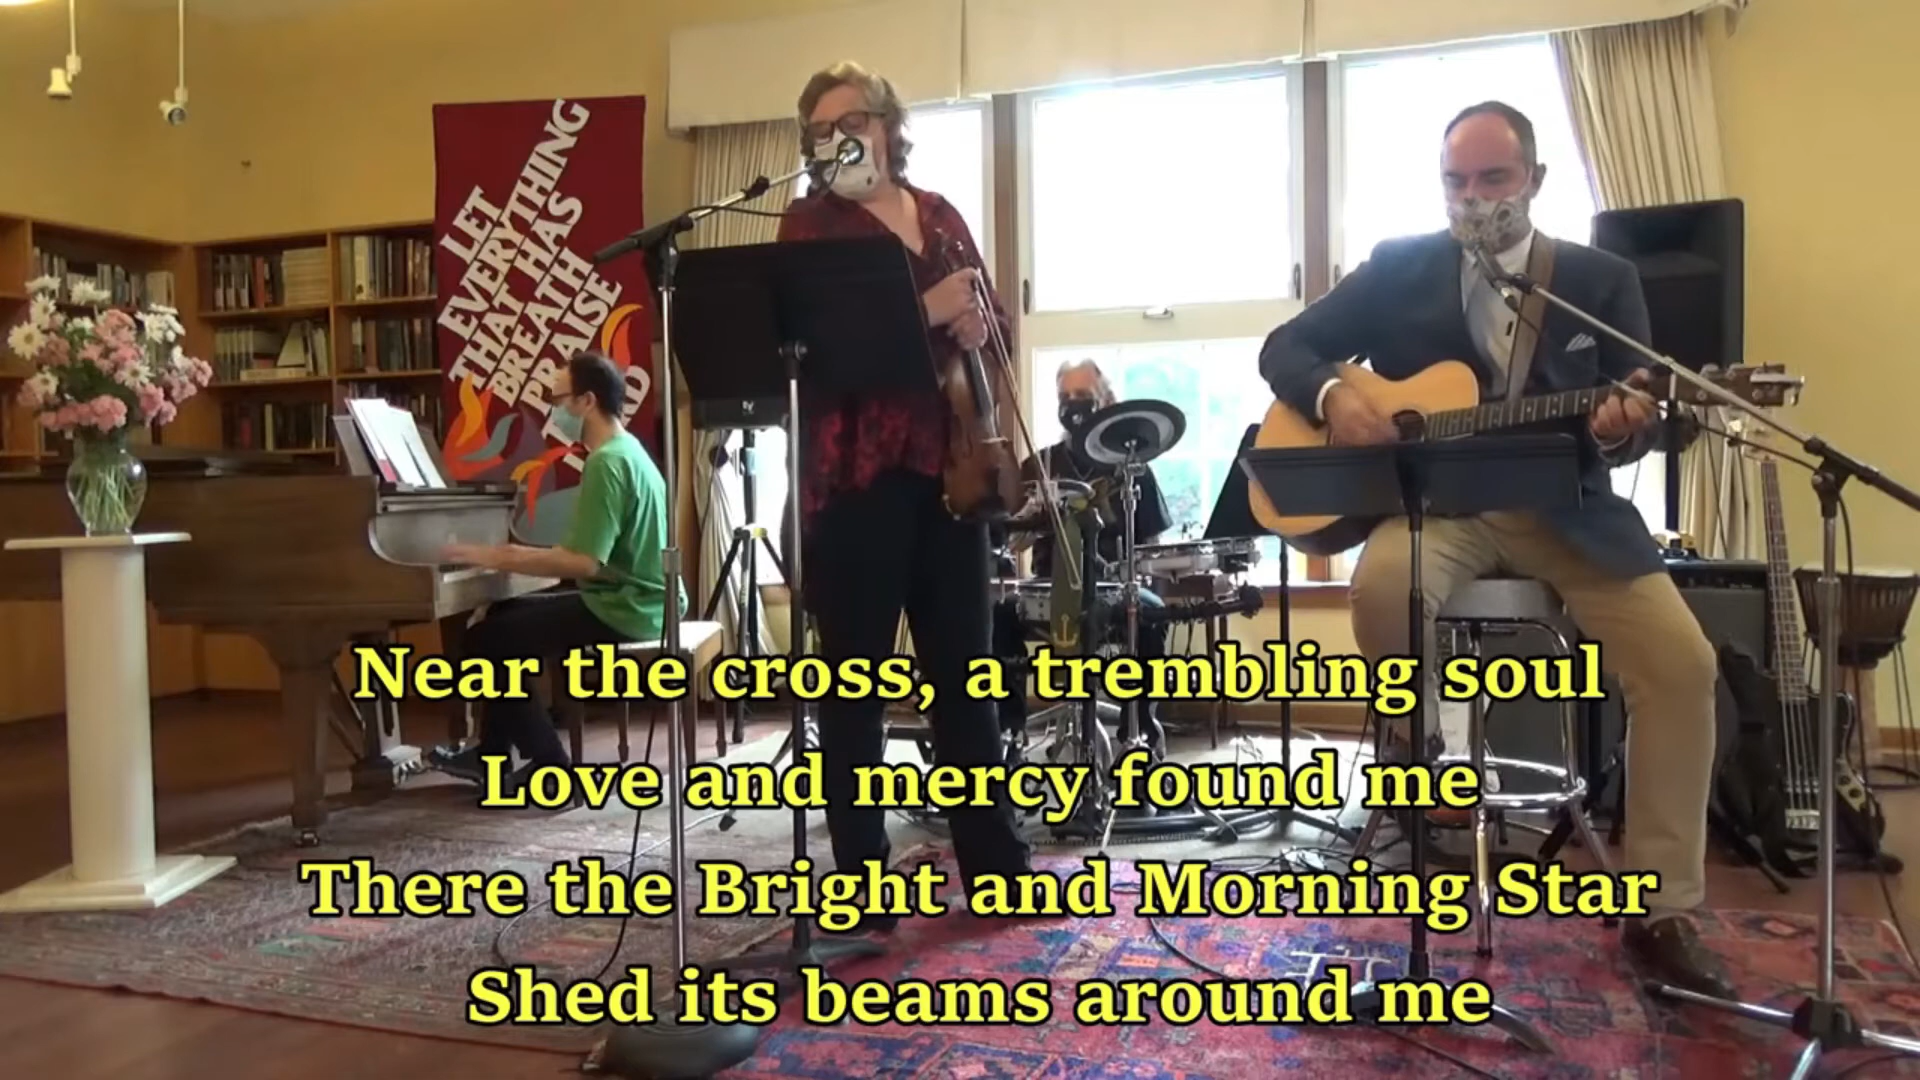 LET
EVERYTHING
THAT HAS
BREATH
PRAISE
Near the cross, a trembling soul
Love and mercy found me
There the Bright and Morning Star
Shed its beams around me